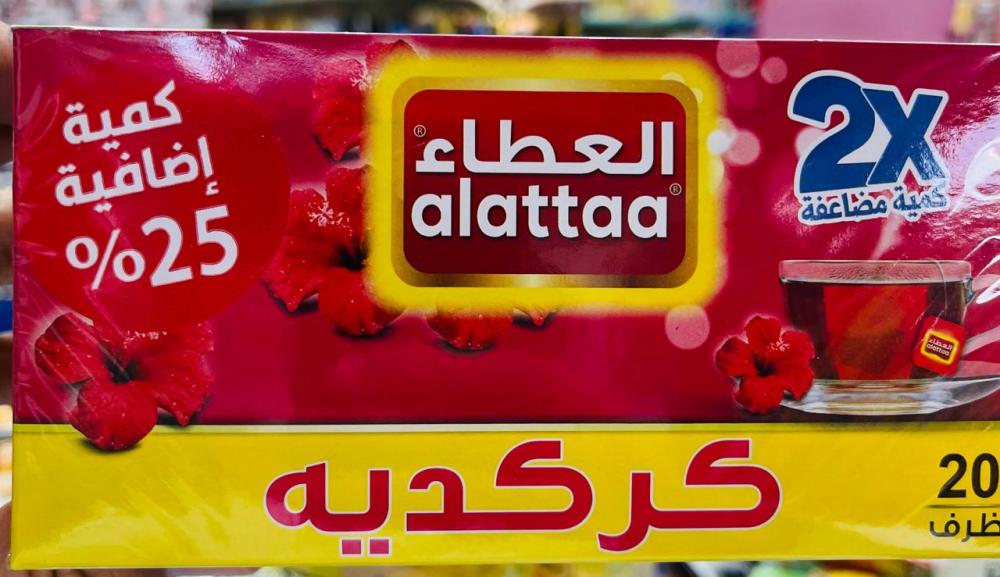 كمية
إضافية
%25
العطاء ®
alattaa ®
2X
كمية مضاعفة
العطاء
alattaa
كركديه
20
ظرف